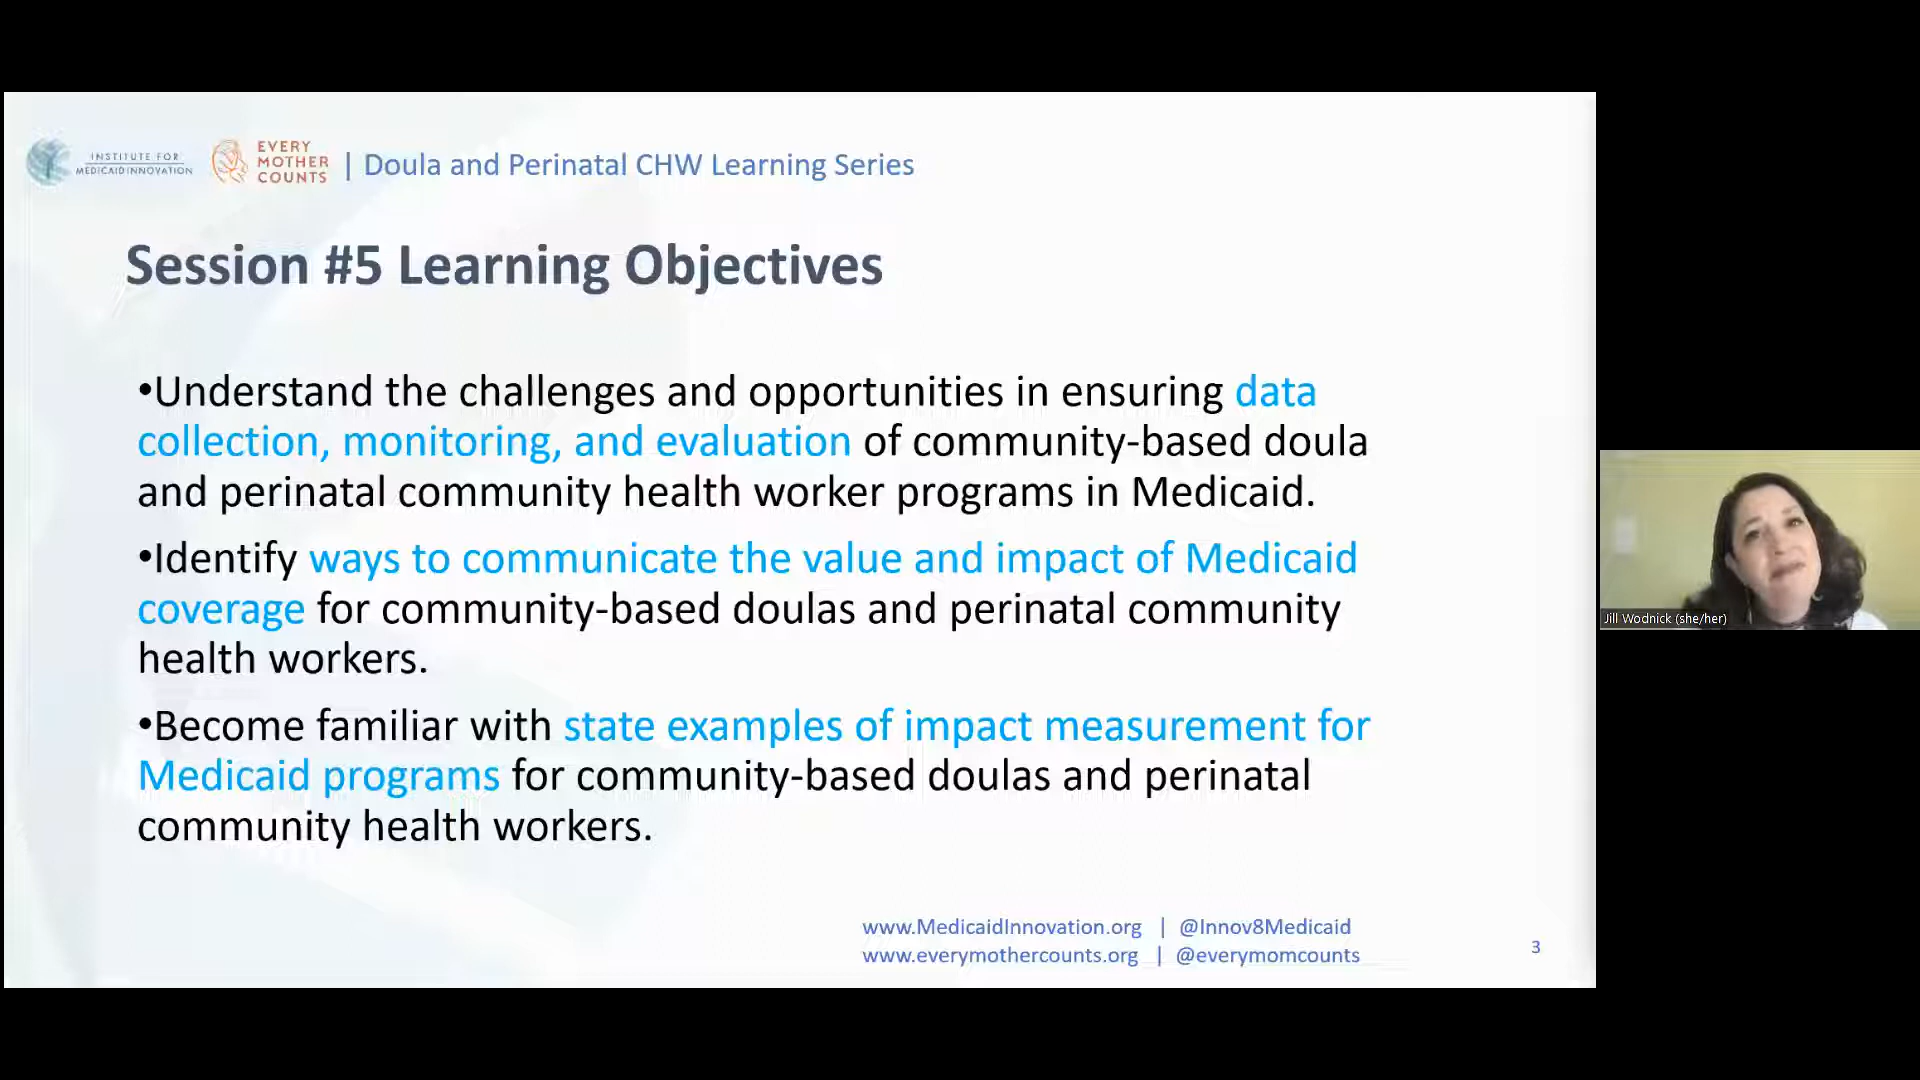 INSTITUTE FOR
MEDICAID INNOVATION
EVERY
MOTHER
COUNTS
| Doula and Perinatal CHW Learning Series
Session #5 Learning Objectives
•Understand the challenges and opportunities in ensuring data
collection, monitoring, and evaluation of community-based doula
and perinatal community health worker programs in Medicaid.
•Identify ways to communicate the value and impact of Medicaid
coverage for community-based doulas and perinatal community
health workers.
•Become familiar with state examples of impact measurement for
Medicaid programs for community-based doulas and perinatal
community health workers.
www.MedicaidInnovation.org | @Innov8Medicaid
www.everymothercounts.org | @everymomcounts
3
Jill Wodnick (she/her)